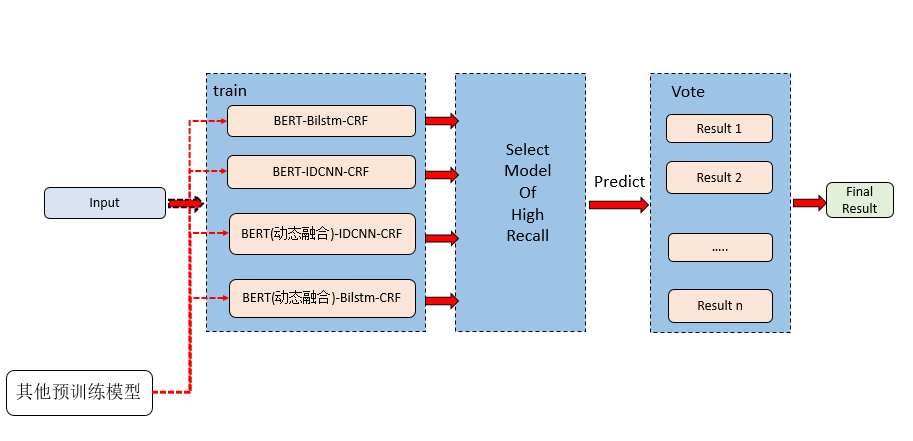 train
BERT-Bilstm-CRF
BERT-IDCNN-CRF
BERT(动态融合)-IDCNN-CRF
BERT(动态融合)-Bilstm-CRF
Input
其他预训练模型
Select
Model
Of
High
Recall
Predict
Vote
Result 1
Result 2
.....
Result n
Final
Result